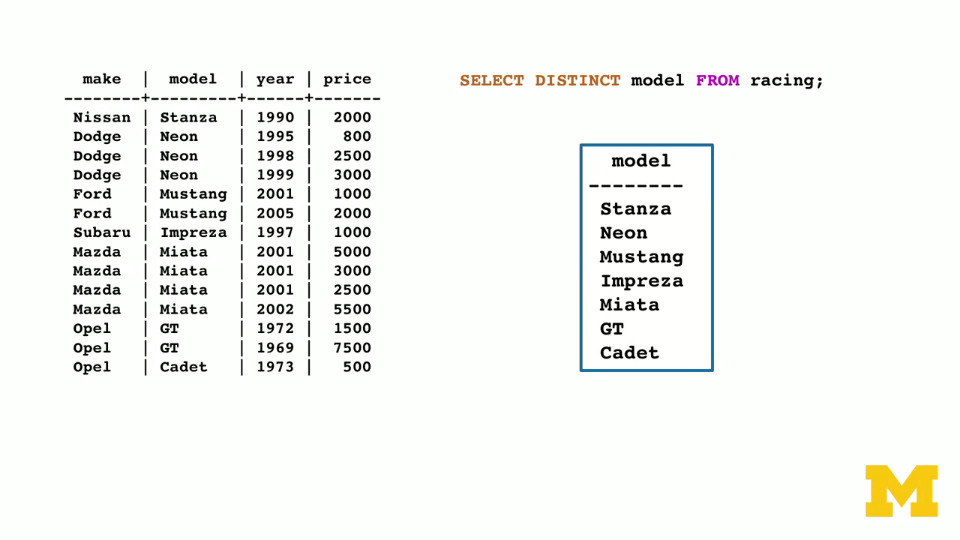 make | model | year | price
--------+---------+------+-------
Nissan | Stanza | 1990 | 2000
Dodge | Neon | 1995 | 800
Dodge | Neon | 1998 | 2500
Dodge | Neon | 1999 | 3000
Ford | Mustang | 2001 | 1000
Ford | Mustang | 2005 | 2000
Subaru | Impreza | 1997 | 1000
Mazda | Miata | 2001 | 5000
Mazda | Miata | 2001 | 3000
Mazda | Miata | 2001 | 2500
Mazda | Miata | 2002 | 5500
Opel | GT | 1972 | 1500
Opel | GT | 1969 | 7500
Opel | Cadet | 1973 | 500
SELECT DISTINCT model FROM racing;
model
--------
Stanza
Neon
Mustang
Impreza
Miata
GT
Cadet
M